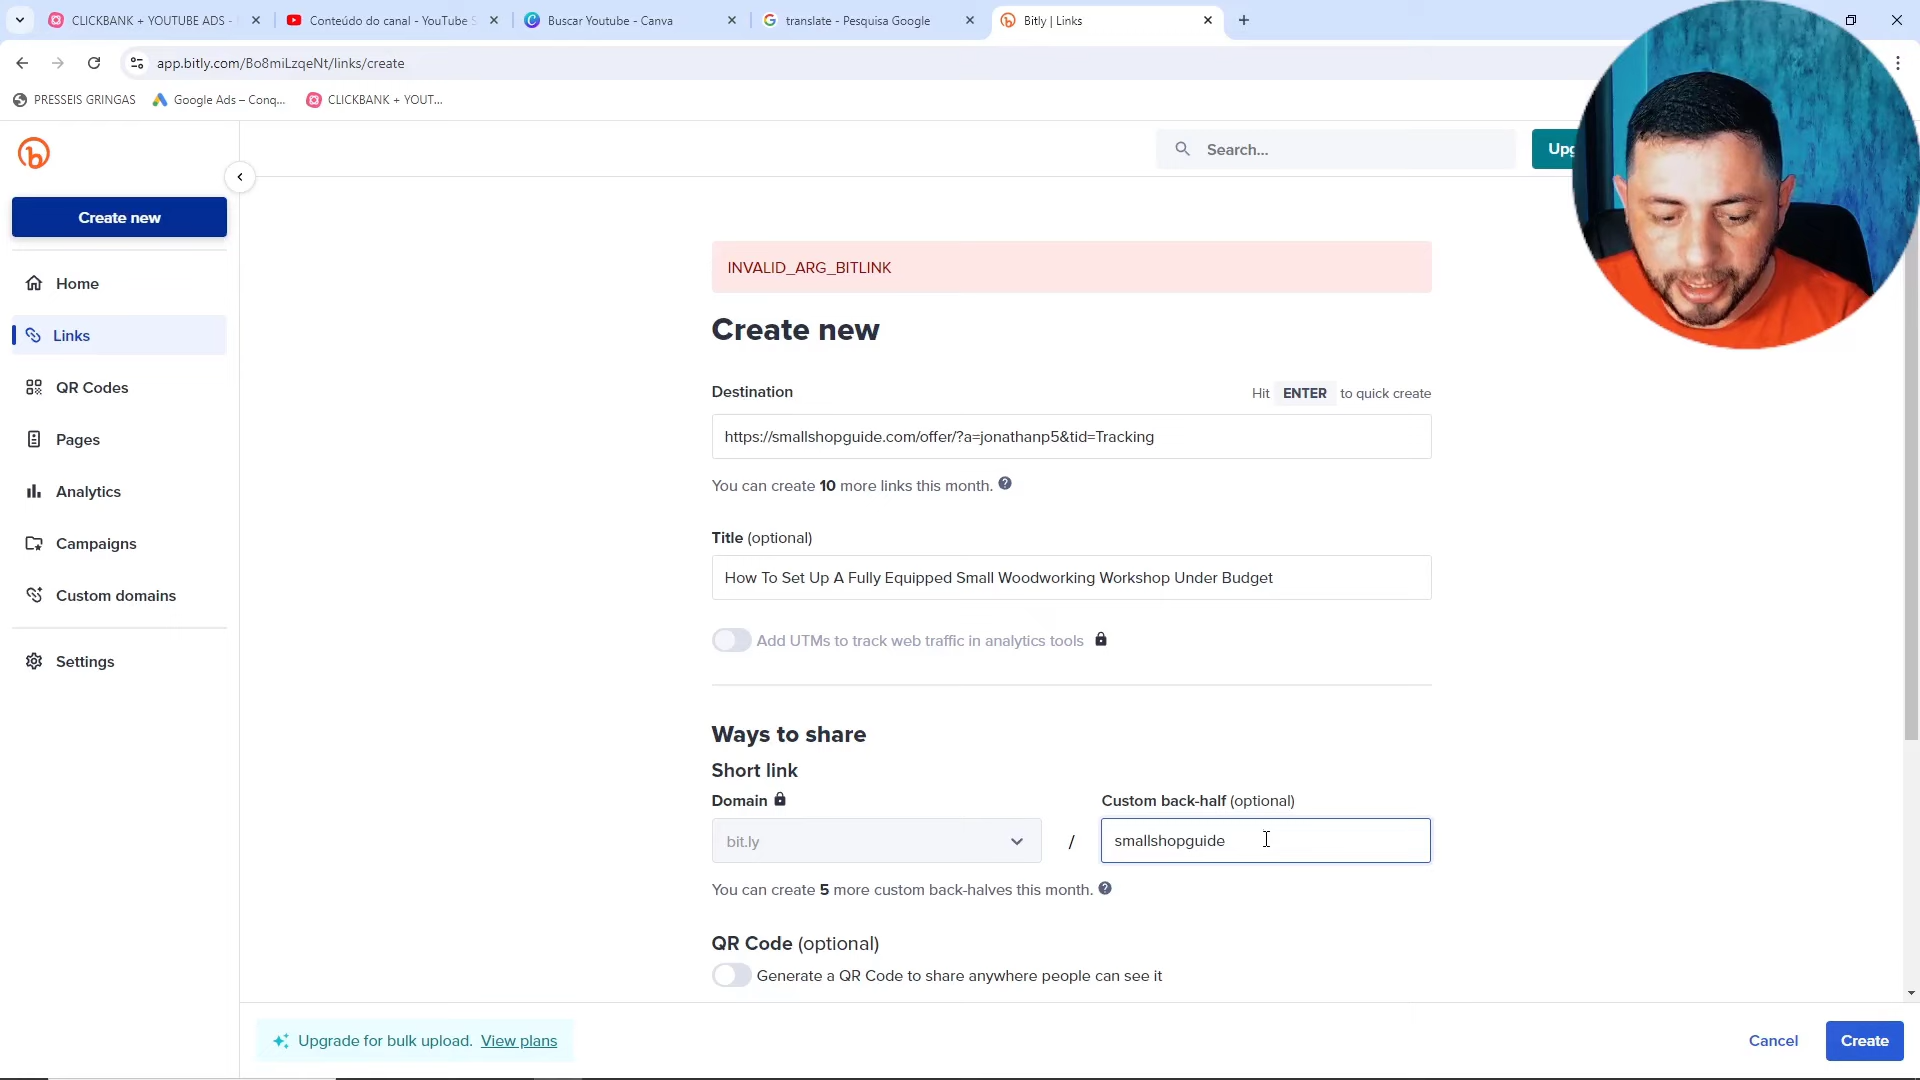 CLICKBANK + YOUTUBE ADS -
Conteúdo do canal - YouTube S
Buscar Youtube - Canva
translate - Pesquisa Google
Bitly | Links
app.bitly.com/Bo8miLzqeNt/links/create
PRESSEIS GRINGAS
Google Ads – Conq...
CLICKBANK + YOUT...
Search...
Upg
Create new
Home
Links
QR Codes
Pages
Analytics
Campaigns
Custom domains
Settings
INVALID_ARG_BITLINK
Create new
Destination
Hit ENTER to quick create
https://smallshopguide.com/offer/?a=jonathanp5&tid=Tracking
You can create 10 more links this month.
Title (optional)
How To Set Up A Fully Equipped Small Woodworking Workshop Under Budget
Add UTMs to track web traffic in analytics tools
Ways to share
Short link
Domain
Custom back-half (optional)
bit.ly
/
smallshopguide
You can create 5 more custom back-halves this month.
QR Code (optional)
Generate a QR Code to share anywhere people can see it
Upgrade for bulk upload. View plans
Cancel
Create